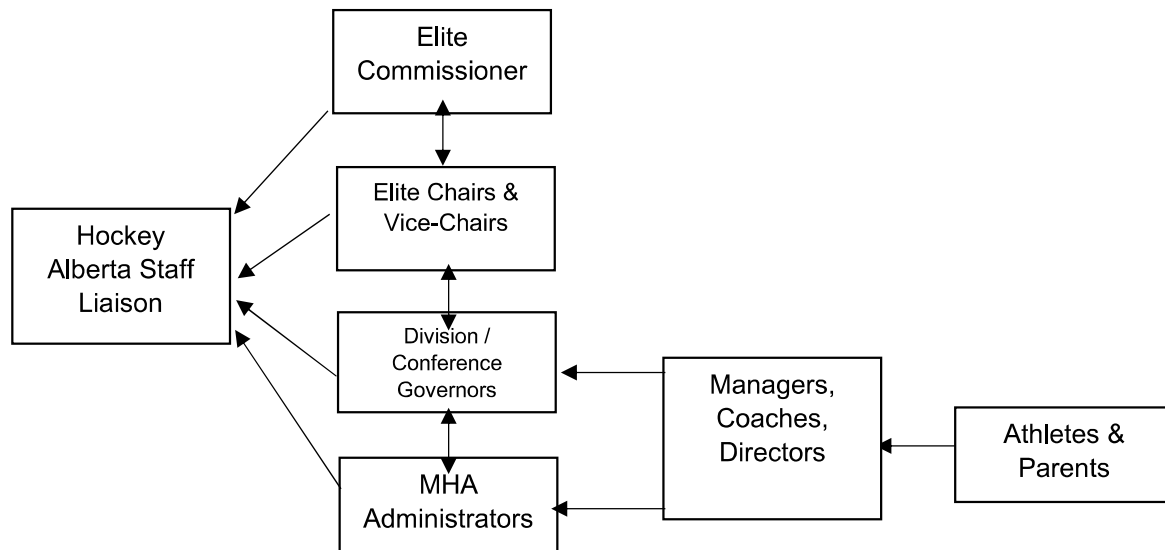 Elite
Commissioner
Elite Chairs &
Vice-Chairs
Hockey
Alberta Staff
Liaison
Division /
Conference
Governors
Managers,
Coaches,
Directors
Athletes &
Parents
MHA
Administrators